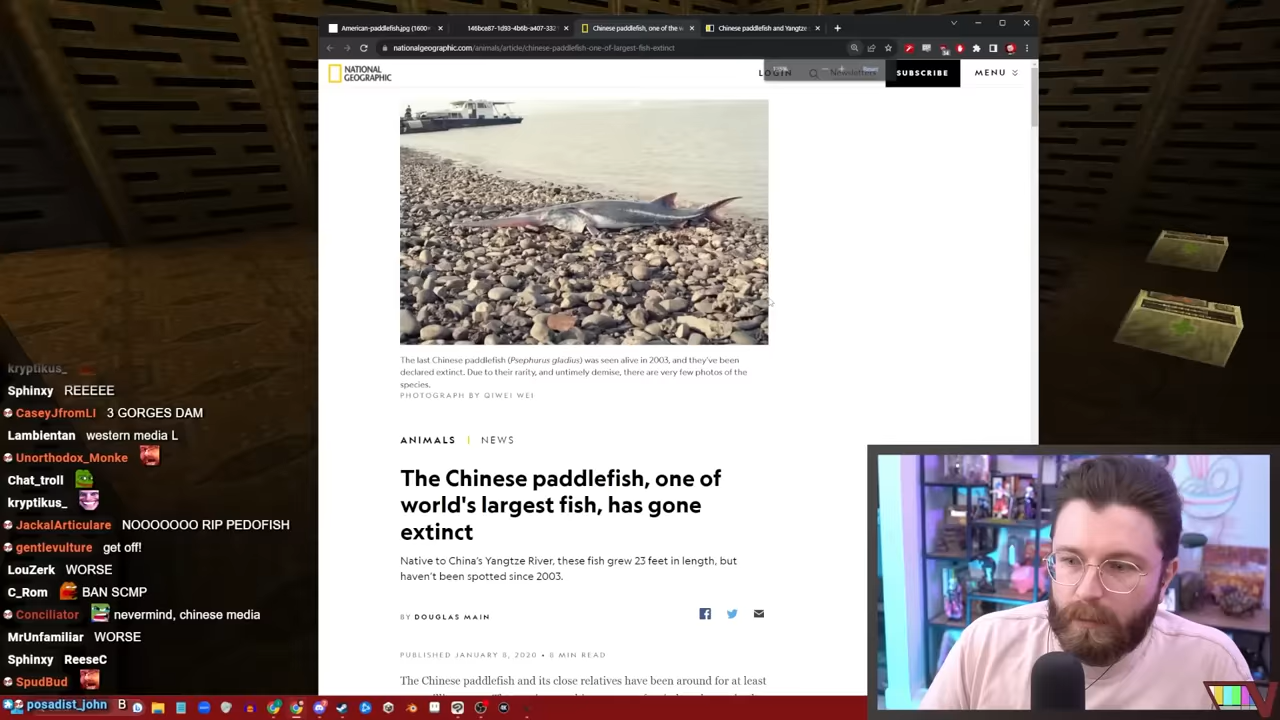 American-paddlefish.jpg (1600×
146bce87-1d93-4b6b-a407-332
Chinese paddlefish, one of the w
Chinese paddlefish and Yangtze
nationalgeographic.com/animals/article/chinese-paddlefish-one-of-largest-fish-extinct
NATIONAL
GEOGRAPHIC
LOGIN
Newsletters
SUBSCRIBE
MENU
The last Chinese paddlefish (Psephurus gladius) was seen alive in 2003, and they've been
declared extinct. Due to their rarity, and untimely demise, there are very few photos of the
species.
PHOTOGRAPH BY QIWEI WEI
ANIMALS | NEWS
The Chinese paddlefish, one of
world's largest fish, has gone
extinct
Native to China's Yangtze River, these fish grew 23 feet in length, but
haven't been spotted since 2003.
BY DOUGLAS MAIN
PUBLISHED JANUARY 8, 2020 • 8 MIN READ
The Chinese paddlefish and its close relatives have been around for at least
kryptikus_
Sphinxy REEEEE
CaseyJfromLI 3 GORGES DAM
Lamblentan western media L
Unorthodox_Monke
Chat_troll
kryptikus_
JackalArticulare NOOOOOOO RIP PEDOFISH
gentlevulture get off!
LouZerk WORSE
C_Rom BAN SCMP
Conciliator nevermind, chinese media
MrUnfamiliar WORSE
Sphinxy ReeseC
SpudBud
posadist_john B